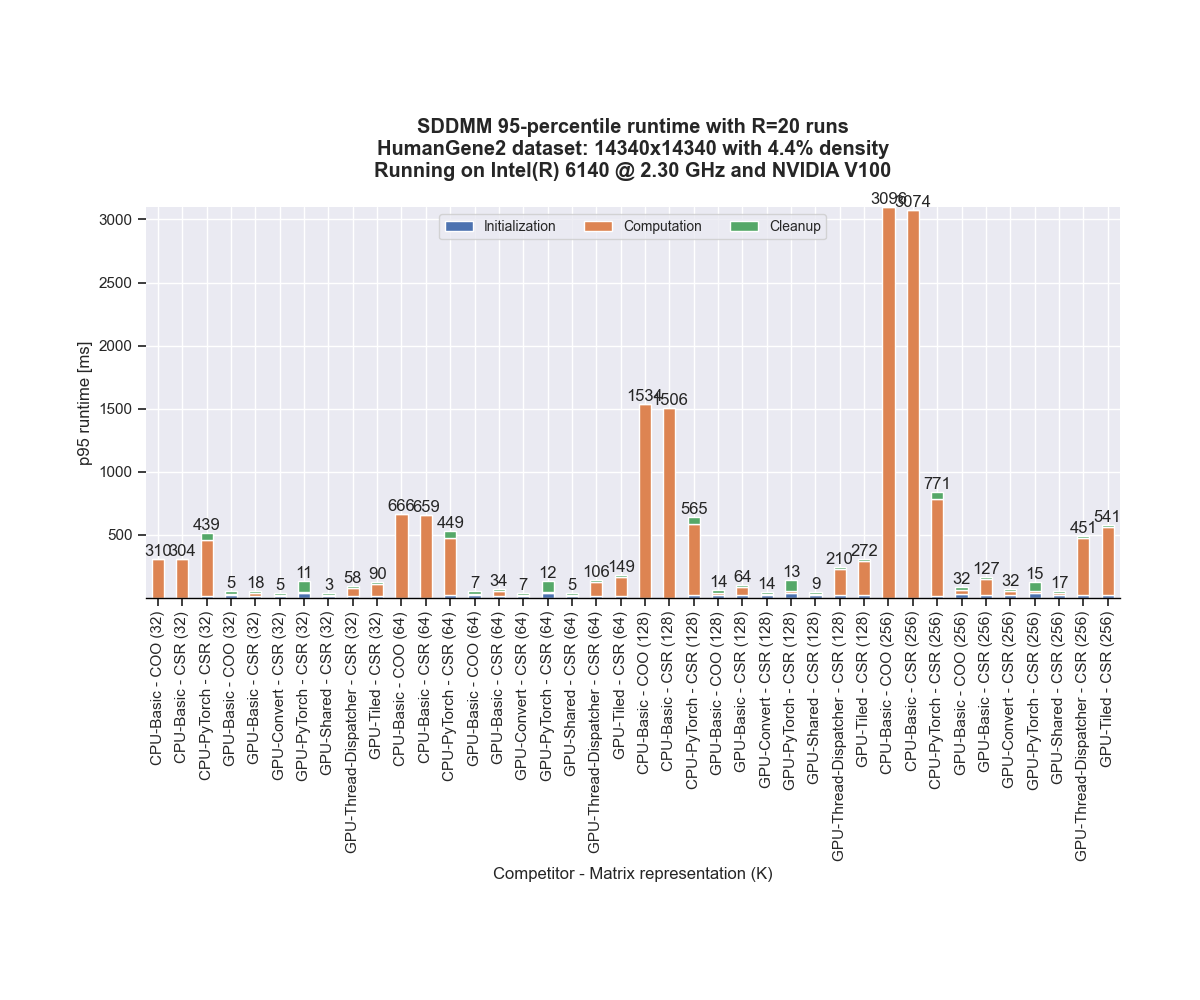 SDDMM 95-percentile runtime with R=20 runs
HumanGene2 dataset: 14340x14340 with 4.4% density
Running on Intel(R) 6140 @ 2.30 GHz and NVIDIA V100
Initialization Computation Cleanup
p95 runtime [ms]
3000
2500
2000
1500
1000
500
310
304
439
5
18
5
11
3
58
90
666
659
449
7
34
7
12
5
106
149
1534
1506
565
14
64
14
13
9
210
272
3096
3074
771
32
127
32
15
17
451
541
CPU-Basic - COO (32)
CPU-Basic - CSR (32)
CPU-PyTorch - CSR (32)
GPU-Basic - COO (32)
GPU-Basic - CSR (32)
GPU-Convert - CSR (32)
GPU-PyTorch - CSR (32)
GPU-Shared - CSR (32)
GPU-Thread-Dispatcher - CSR (32)
GPU-Tiled - CSR (32)
CPU-Basic - COO (64)
CPU-Basic - CSR (64)
CPU-PyTorch - CSR (64)
GPU-Basic - COO (64)
GPU-Basic - CSR (64)
GPU-Convert - CSR (64)
GPU-PyTorch - CSR (64)
GPU-Shared - CSR (64)
GPU-Thread-Dispatcher - CSR (64)
GPU-Tiled - CSR (64)
CPU-Basic - COO (128)
CPU-Basic - CSR (128)
CPU-PyTorch - CSR (128)
GPU-Basic - COO (128)
GPU-Basic - CSR (128)
GPU-Convert - CSR (128)
GPU-PyTorch - CSR (128)
GPU-Shared - CSR (128)
GPU-Thread-Dispatcher - CSR (128)
GPU-Tiled - CSR (128)
CPU-Basic - COO (256)
CPU-Basic - CSR (256)
CPU-PyTorch - CSR (256)
GPU-Basic - COO (256)
GPU-Basic - CSR (256)
GPU-Convert - CSR (256)
GPU-PyTorch - CSR (256)
GPU-Shared - CSR (256)
GPU-Thread-Dispatcher - CSR (256)
GPU-Tiled - CSR (256)
Competitor - Matrix representation (K)